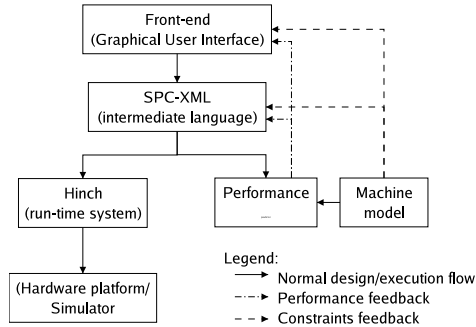 Front-end
(Graphical User Interface)
SPC-XML
(intermediate language)
Hinch
(run-time system)
Performance
_
Machine
model
(Hardware platform/
Simulator
Legend:
Normal design/execution flow
Performance feedback
Constraints feedback